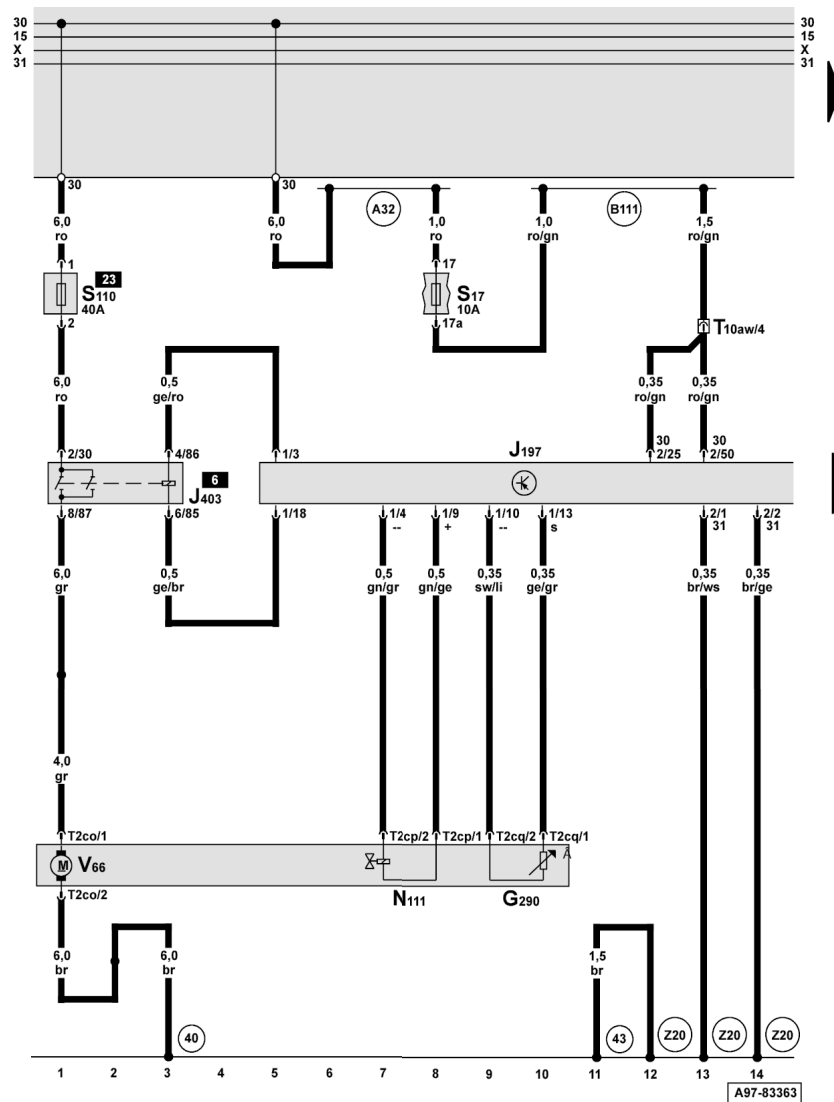 30 30
15 15
X X
31 31
30 30
A32 B111
6,0 6,0 1,0 1,0 1,5
ro ro ro ro/gn ro/gn
1 17
23
S110 S17
40A 10A
2 17a
T10aw/4
6,0 0,5 0,35 0,35
ro ge/ro ro/gn ro/gn
30 30
2/30 4/86 1/3 J197 2/25 2/50
6
J403
8/87 6/85 1/18 1/4 1/9 1/10 1/13 2/1 2/2
-- + -- s 31 31
6,0 0,5 0,5 0,5 0,35 0,35 0,35 0,35
gr ge/br gn/gr gn/ge sw/li ge/gr br/ws br/ge
4,0
gr
T2co/1 T2cp/2 T2cp/1 T2cq/2 T2cq/1
M V66 Å
T2co/2 N111 G290
6,0 6,0 1,5
br br br
40 43 Z20 Z20 Z20
1 2 3 4 5 6 7 8 9 10 11 12 13 14
A97-83363